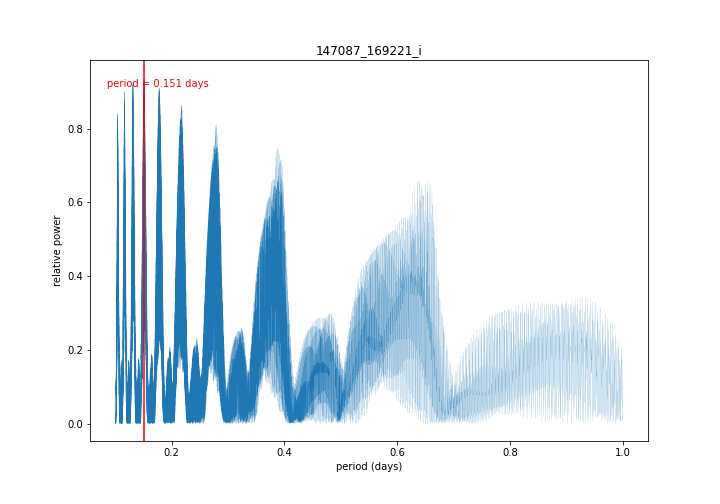 147087_169221_i
period = 0.151 days
relative power
0.8
0.6
0.4
0.2
0.0
0.2 0.4 0.6 0.8 1.0
period (days)